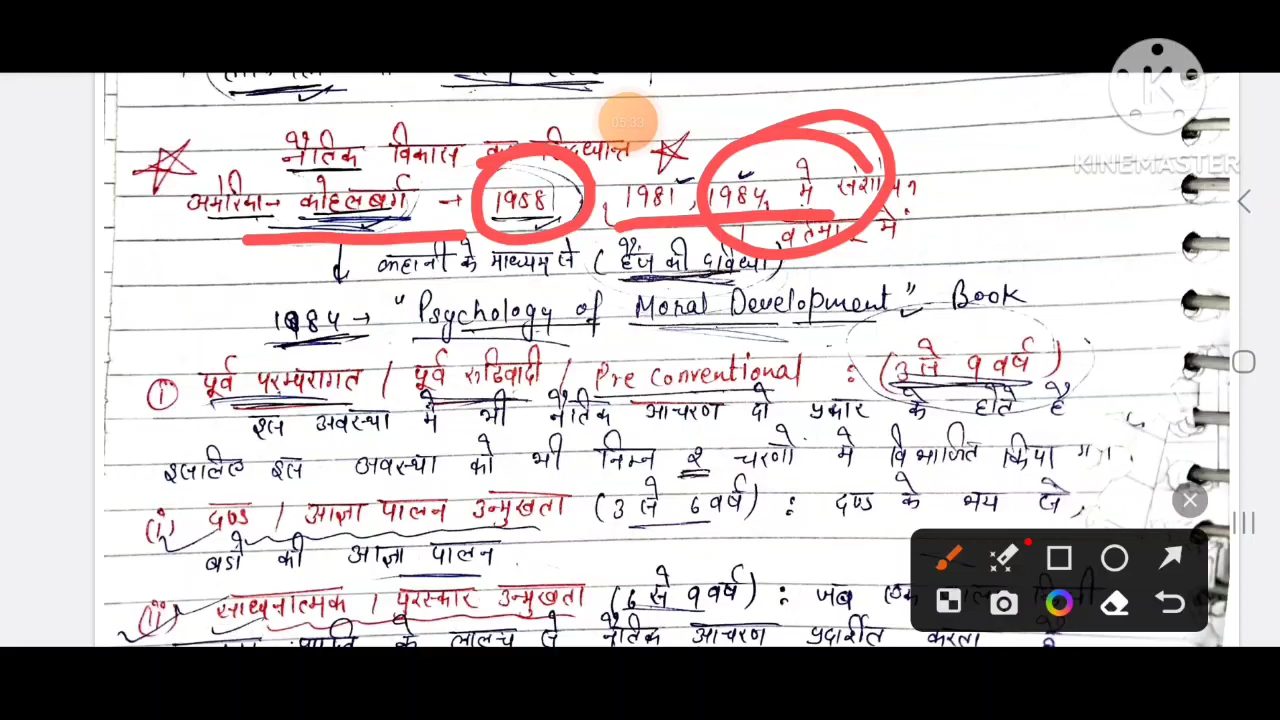 नैतिक विकास का सिद्धान्त
05:33
KINEMASTER
अमेरिका - कोहलबर्ग → 1958, 1981, 1984 में
वर्तमान में
कहानी के माध्यम से (हैंज की दुविधा)
1984 → "Psychology of Moral Development" Book
① पूर्व परम्परागत / पूर्व रूढिवादी / Pre Conventional : (3 से 9 वर्ष)
इस अवस्था में भी नैतिक आचरण दो प्रकार के होते है
इसलिए इस अवस्था को भी निम्न २ चरणो में विभाजित किया
(i) दण्ड / आज्ञा पालन उन्मुखता (3 से 6 वर्ष) : दण्ड के भय से,
बडो की आज्ञा पालन
(ii) साधनात्मक / पुरस्कार उन्मुखता (6 से 9 वर्ष) : जब
के लालच से नैतिक आचरण प्रदर्शित करता है